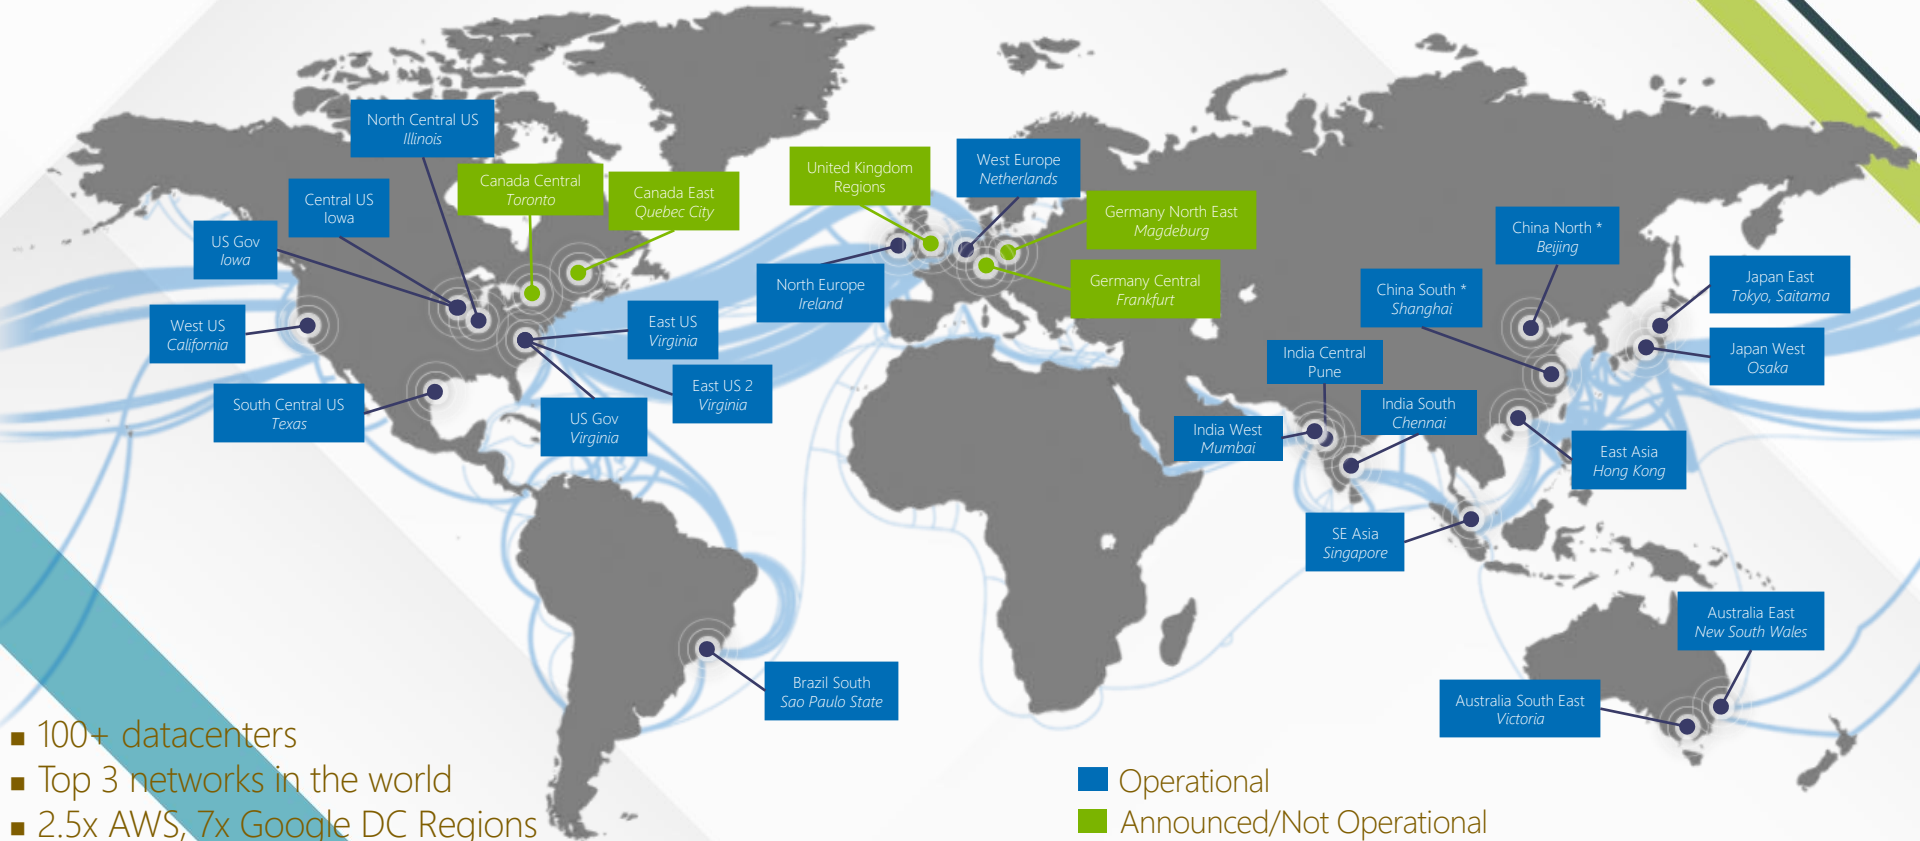 North Central US
Illinois
Central US
Iowa
US Gov
Iowa
West US
California
South Central US
Texas
Canada Central
Toronto
Canada East
Quebec City
East US
Virginia
East US 2
Virginia
US Gov
Virginia
Brazil South
Sao Paulo State
United Kingdom
Regions
West Europe
Netherlands
Germany North East
Magdeburg
Germany Central
Frankfurt
North Europe
Ireland
China North *
Beijing
China South *
Shanghai
Japan East
Tokyo, Saitama
Japan West
Osaka
India Central
Pune
India South
Chennai
India West
Mumbai
East Asia
Hong Kong
SE Asia
Singapore
Australia East
New South Wales
Australia South East
Victoria
▪ 100+ datacenters
▪ Top 3 networks in the world
▪ 2.5x AWS, 7x Google DC Regions
Operational
Announced/Not Operational